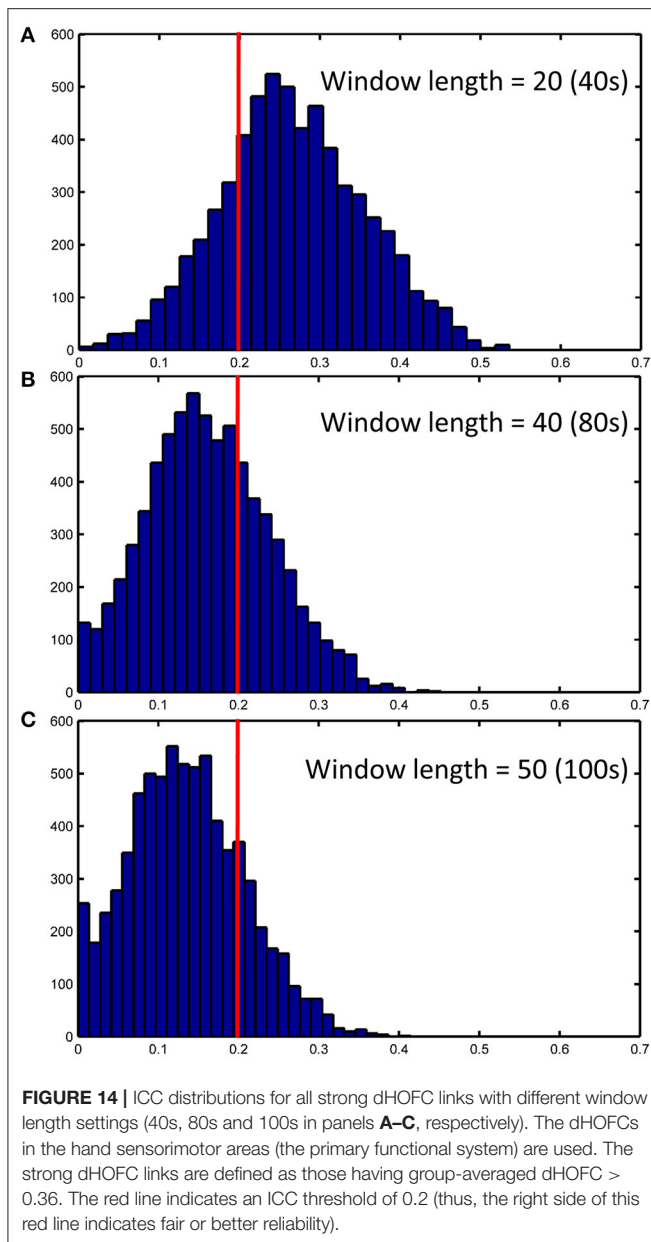 A
600
500
400
300
200
100
0
Window length = 20 (40s)
0 0.1 0.2 0.3 0.4 0.5 0.6 0.7
B
600
500
400
300
200
100
0
Window length = 40 (80s)
0 0.1 0.2 0.3 0.4 0.5 0.6 0.7
C
600
500
400
300
200
100
0
Window length = 50 (100s)
0 0.1 0.2 0.3 0.4 0.5 0.6 0.7
FIGURE 14 | ICC distributions for all strong dHOFC links with different window
length settings (40s, 80s and 100s in panels A–C, respectively). The dHOFCs
in the hand sensorimotor areas (the primary functional system) are used. The
strong dHOFC links are defined as those having group-averaged dHOFC >
0.36. The red line indicates an ICC threshold of 0.2 (thus, the right side of this
red line indicates fair or better reliability).